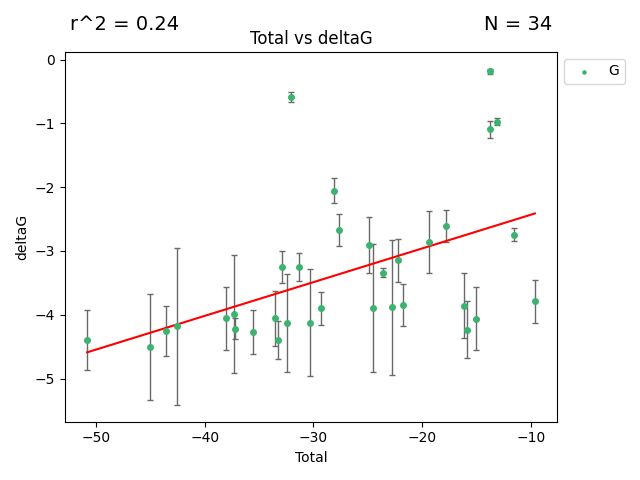 r^2 = 0.24
N = 34
Total vs deltaG
G
deltaG
0
−1
−2
−3
−4
−5
−50
−40
−30
−20
−10
Total